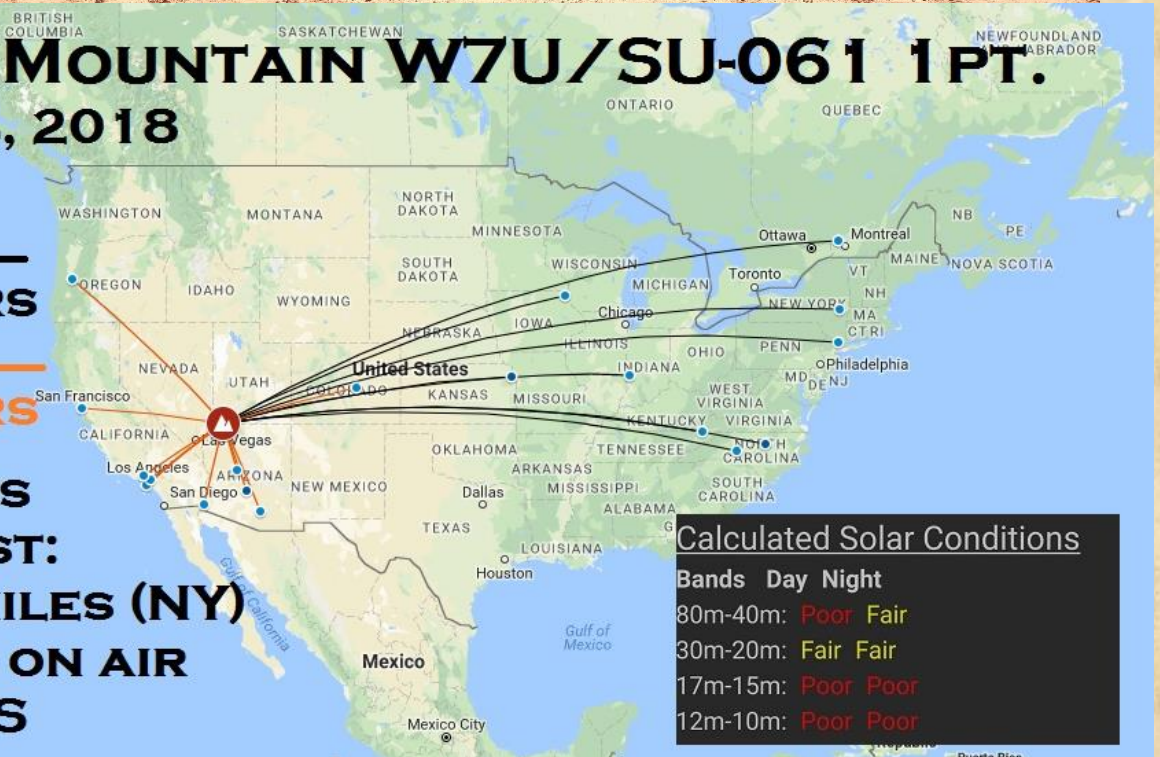 BRITISH
COLUMBIA
SASKATCHEWAN
NEWFOUNDLAND
MOUNTAIN W7U/SU-061 1PT.
, 2018
ONTARIO
QUEBEC
WASHINGTON
MONTANA
NORTH
DAKOTA
MINNESOTA
Ottawa
Montreal
NB
PE
MAINE
NOVA SCOTIA
OREGON
IDAHO
WYOMING
SOUTH
DAKOTA
WISCONSIN
MICHIGAN
Toronto
VT
NH
NEW YORK
MA
CT RI
RS
NEBRASKA
IOWA
Chicago
ILLINOIS
OHIO
PENN
Philadelphia
NEVADA
UTAH
COLORADO
United States
KANSAS
MISSOURI
INDIANA
WEST
VIRGINIA
MD
DE
NJ
RS
San Francisco
CALIFORNIA
Las Vegas
KENTUCKY
VIRGINIA
NORTH
CAROLINA
Los Angeles
ARIZONA
NEW MEXICO
OKLAHOMA
TENNESSEE
ARKANSAS
San Diego
Dallas
MISSISSIPPI
SOUTH
CAROLINA
ALABAMA
G
TEXAS
LOUISIANA
Houston
S
ST:
MILES (NY)
ON AIR
S
Gulf of California
Gulf of
Mexico
Mexico
Mexico City
Calculated Solar Conditions
Bands Day Night
80m-40m: Poor Fair
30m-20m: Fair Fair
17m-15m: Poor Poor
12m-10m: Poor Poor
Puerto Rico